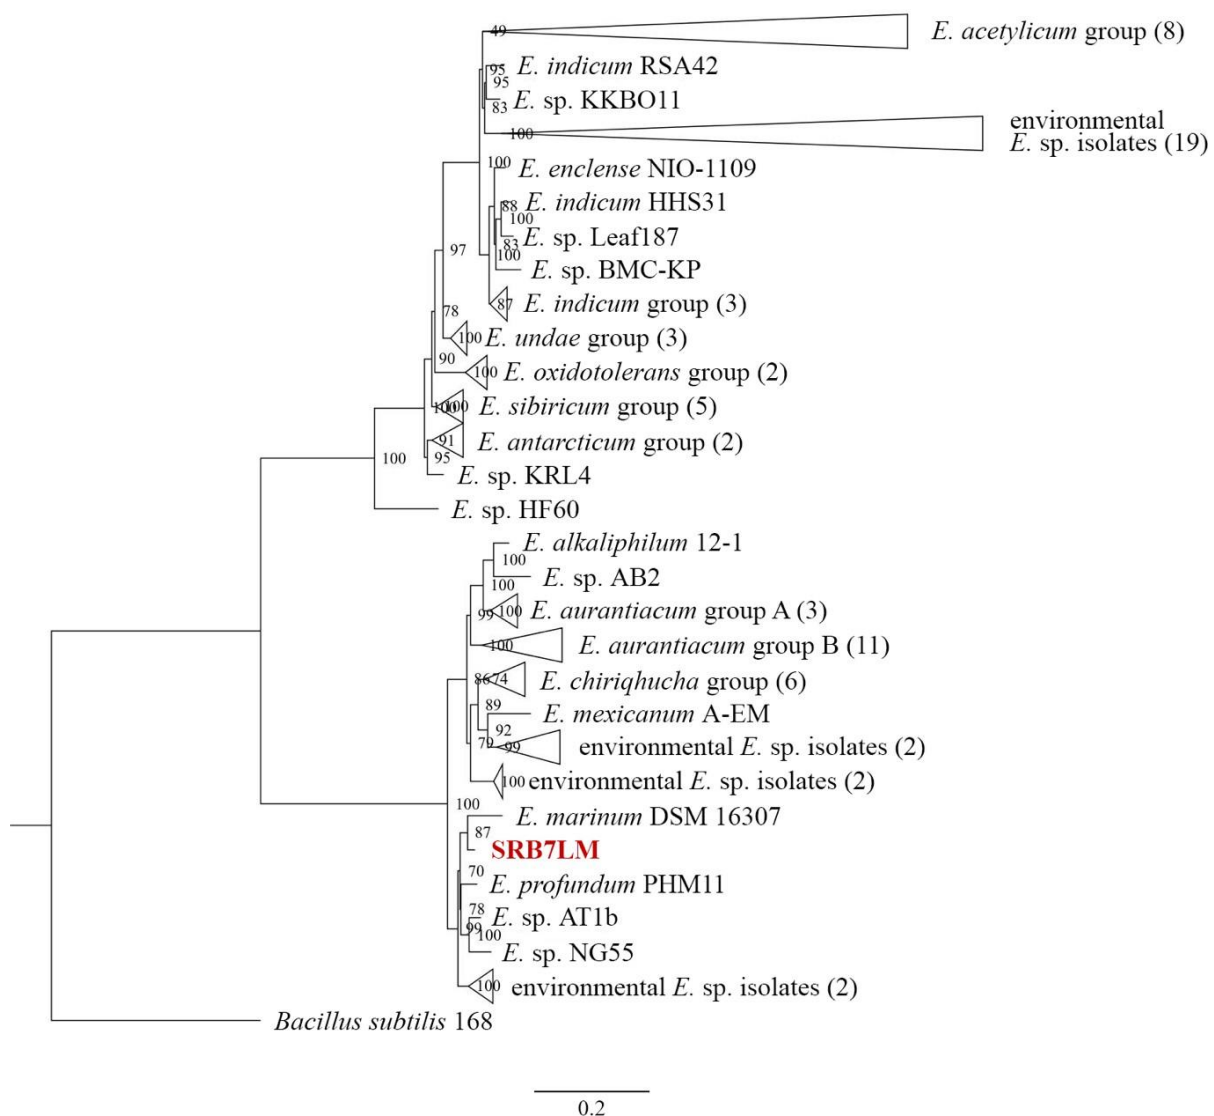 49
E. acetylicum group (8)
95
E. indicum RSA42
95
83
E. sp. KKBO11
100
environmental
E. sp. isolates (19)
100
E. enclense NIO-1109
88
E. indicum HHS31
100
83
E. sp. Leaf187
97
100
E. sp. BMC-KP
87
E. indicum group (3)
78
100
E. undae group (3)
90
100
E. oxidotolerans group (2)
100
100
E. sibiricum group (5)
91
E. antarcticum group (2)
100
95
E. sp. KRL4
E. sp. HF60
E. alkaliphilum 12-1
100
E. sp. AB2
100
99
100
E. aurantiacum group A (3)
100
E. aurantiacum group B (11)
86
74
E. chiriqhucha group (6)
89
E. mexicanum A-EM
92
79
99
environmental E. sp. isolates (2)
100
environmental E. sp. isolates (2)
100
E. marinum DSM 16307
87
SRB7LM
70
E. profundum PHM11
78
E. sp. AT1b
99
100
E. sp. NG55
100
environmental E. sp. isolates (2)
Bacillus subtilis 168
0.2